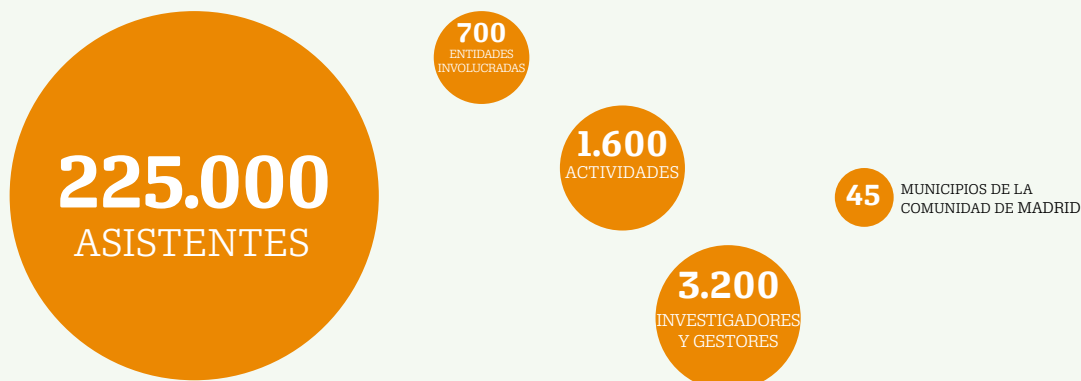 225.000
ASISTENTES
700
ENTIDADES
INVOLUCRADAS
1.600
ACTIVIDADES
45
MUNICIPIOS DE LA
COMUNIDAD DE MADRID
3.200
INVESTIGADORES
Y GESTORES